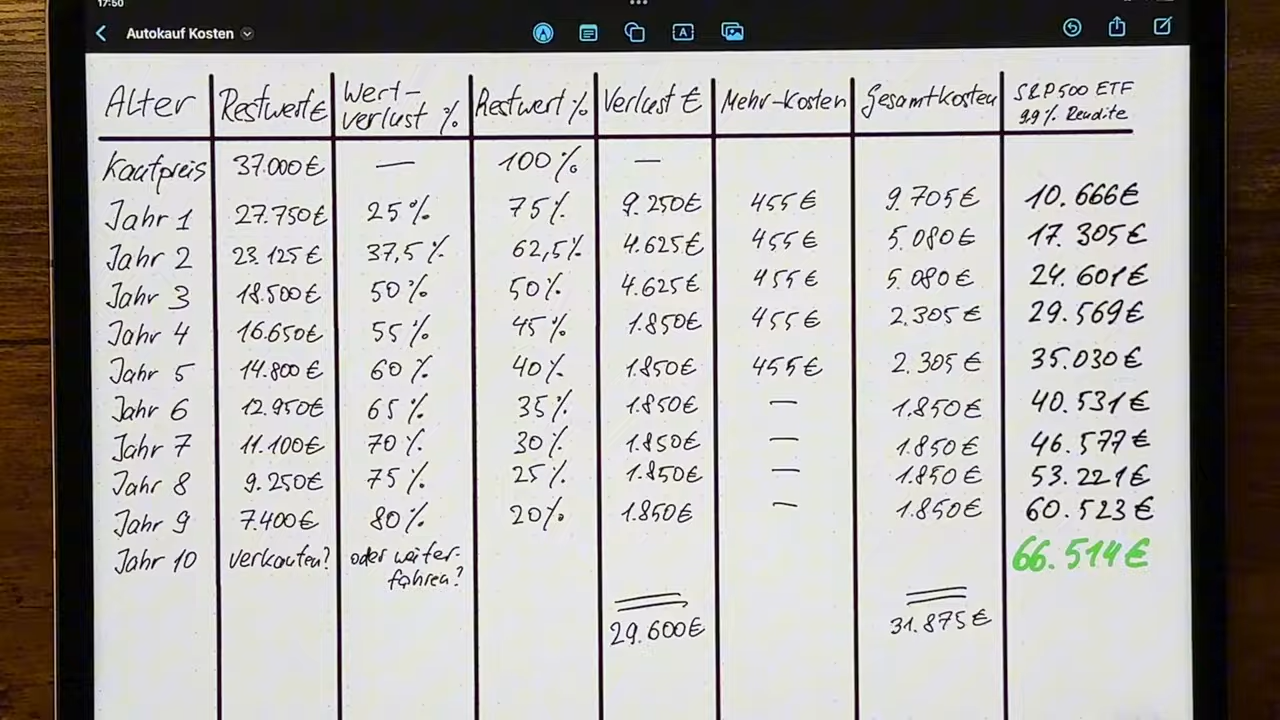 17:50
Autokauf Kosten
Alter Restwert € Wert-verlust % Restwert % Verlust € Mehr-Kosten Gesamtkosten S&P500 ETF 9,9% Rendite
Kaufpreis 37.000€ — 100% —
Jahr 1 27.750€ 25% 75% 9.250€ 455€ 9.705€ 10.666€
Jahr 2 23.125€ 37,5% 62,5% 4.625€ 455€ 5.080€ 17.305€
Jahr 3 18.500€ 50% 50% 4.625€ 455€ 5.080€ 24.601€
Jahr 4 16.650€ 55% 45% 1.850€ 455€ 2.305€ 29.569€
Jahr 5 14.800€ 60% 40% 1.850€ 455€ 2.305€ 35.030€
Jahr 6 12.950€ 65% 35% 1.850€ — 1.850€ 40.531€
Jahr 7 11.100€ 70% 30% 1.850€ — 1.850€ 46.577€
Jahr 8 9.250€ 75% 25% 1.850€ — 1.850€ 53.221€
Jahr 9 7.400€ 80% 20% 1.850€ — 1.850€ 60.523€
Jahr 10 verkaufen? oder weiter-fahren? 66.514€
29.600€ 31.875€